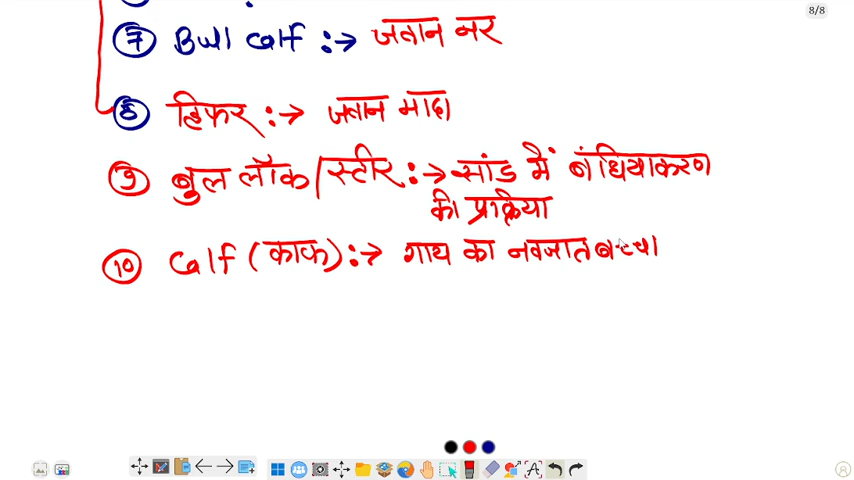 8/8
7 Bull Calf :→ जवान नर
8 हिफर :→ जवान मादा
9 बुल लॉक/स्टीर :→ सांड में बंधियाकरण
की प्रक्रिया
10 Calf (काफ) :→ गाय का नवजात बच्चा